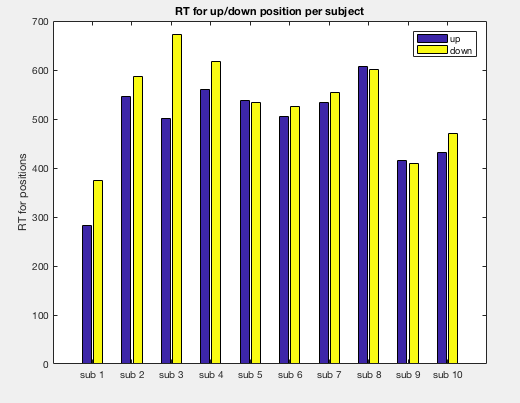 RT for up/down position per subject
700
600
500
400
300
200
100
0
RT for positions
up
down
sub 1 sub 2 sub 3 sub 4 sub 5 sub 6 sub 7 sub 8 sub 9 sub 10